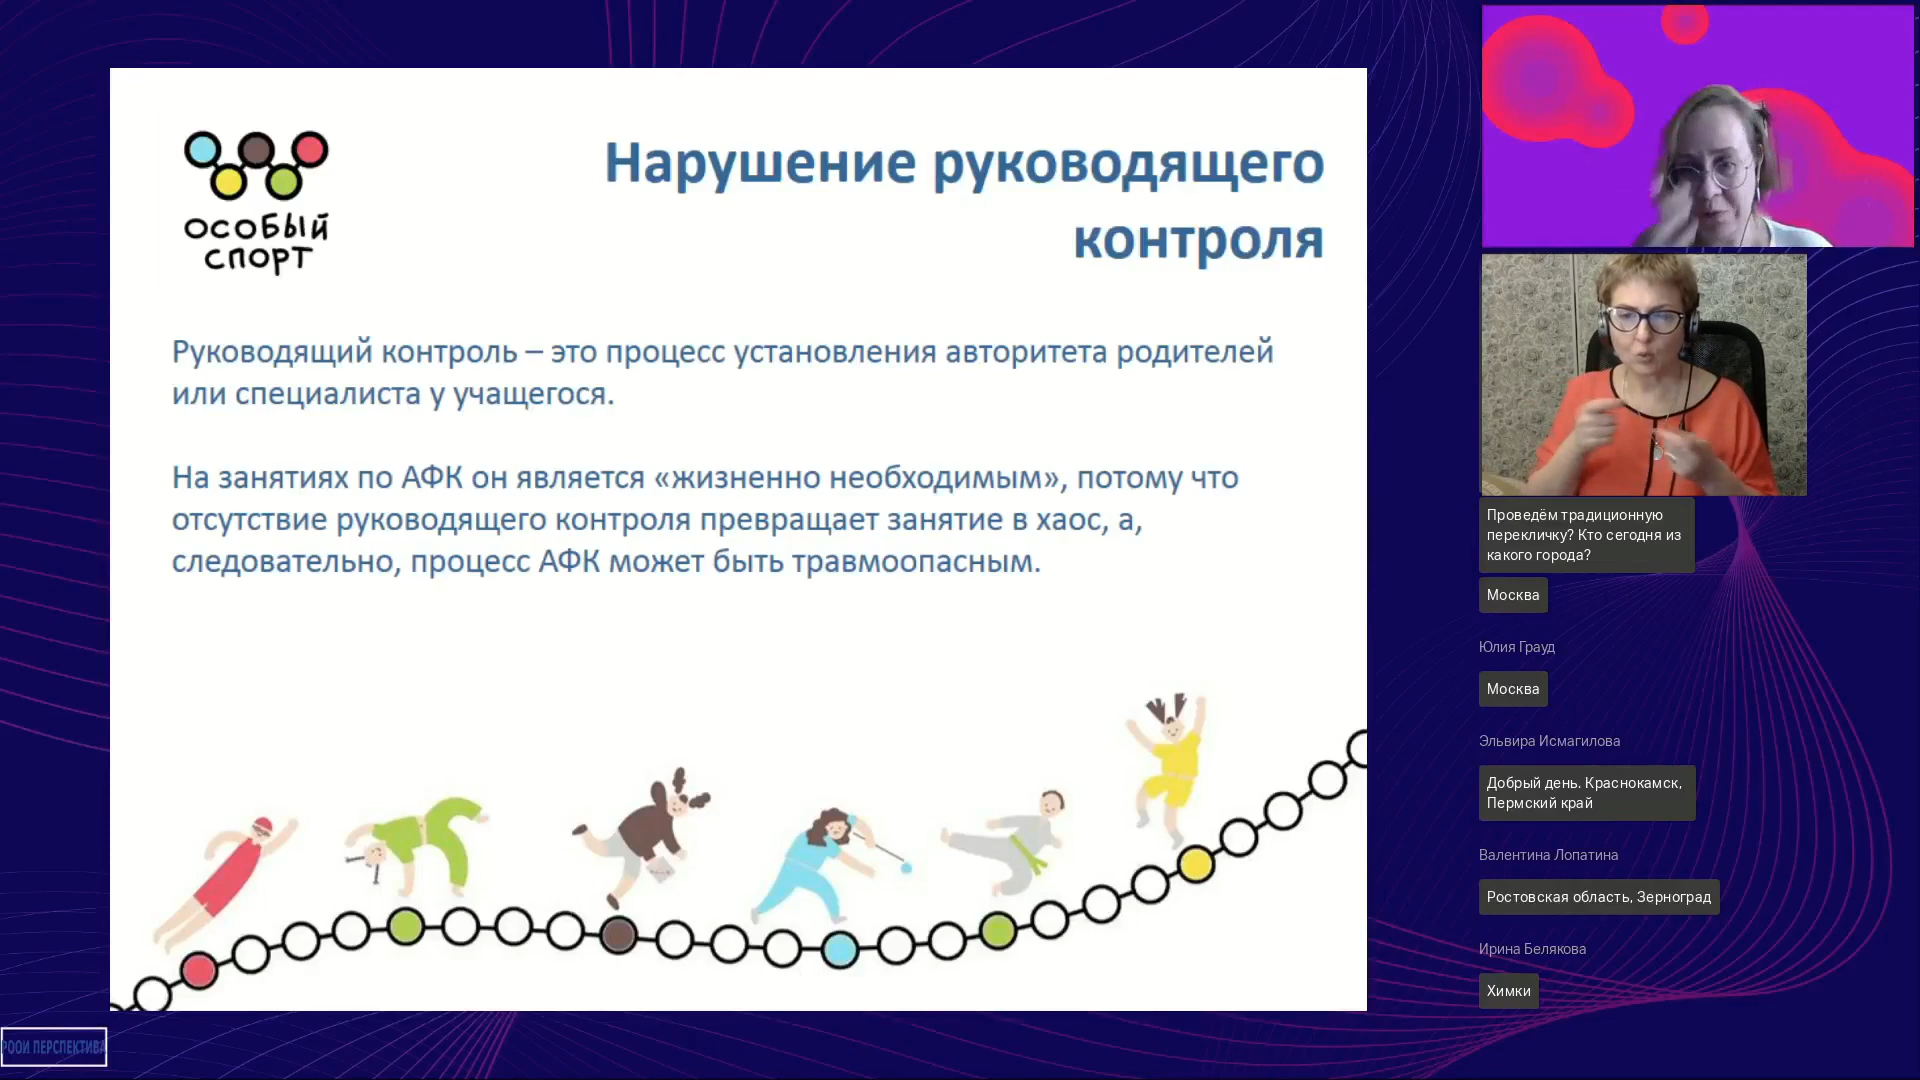 ОСОБЫЙ
СПОРТ
Нарушение руководящего
контроля
Руководящий контроль – это процесс установления авторитета родителей
или специалиста у учащегося.
На занятиях по АФК он является «жизненно необходимым», потому что
отсутствие руководящего контроля превращает занятие в хаос, а,
следовательно, процесс АФК может быть травмоопасным.
Проведём традиционную
перекличку? Кто сегодня из
какого города?
Москва
Юлия Грауд
Москва
Эльвира Исмагилова
Добрый день. Краснокамск,
Пермский край
Валентина Лопатина
Ростовская область, Зерноград
Ирина Белякова
Химки
РООИ ПЕРСПЕКТИВА